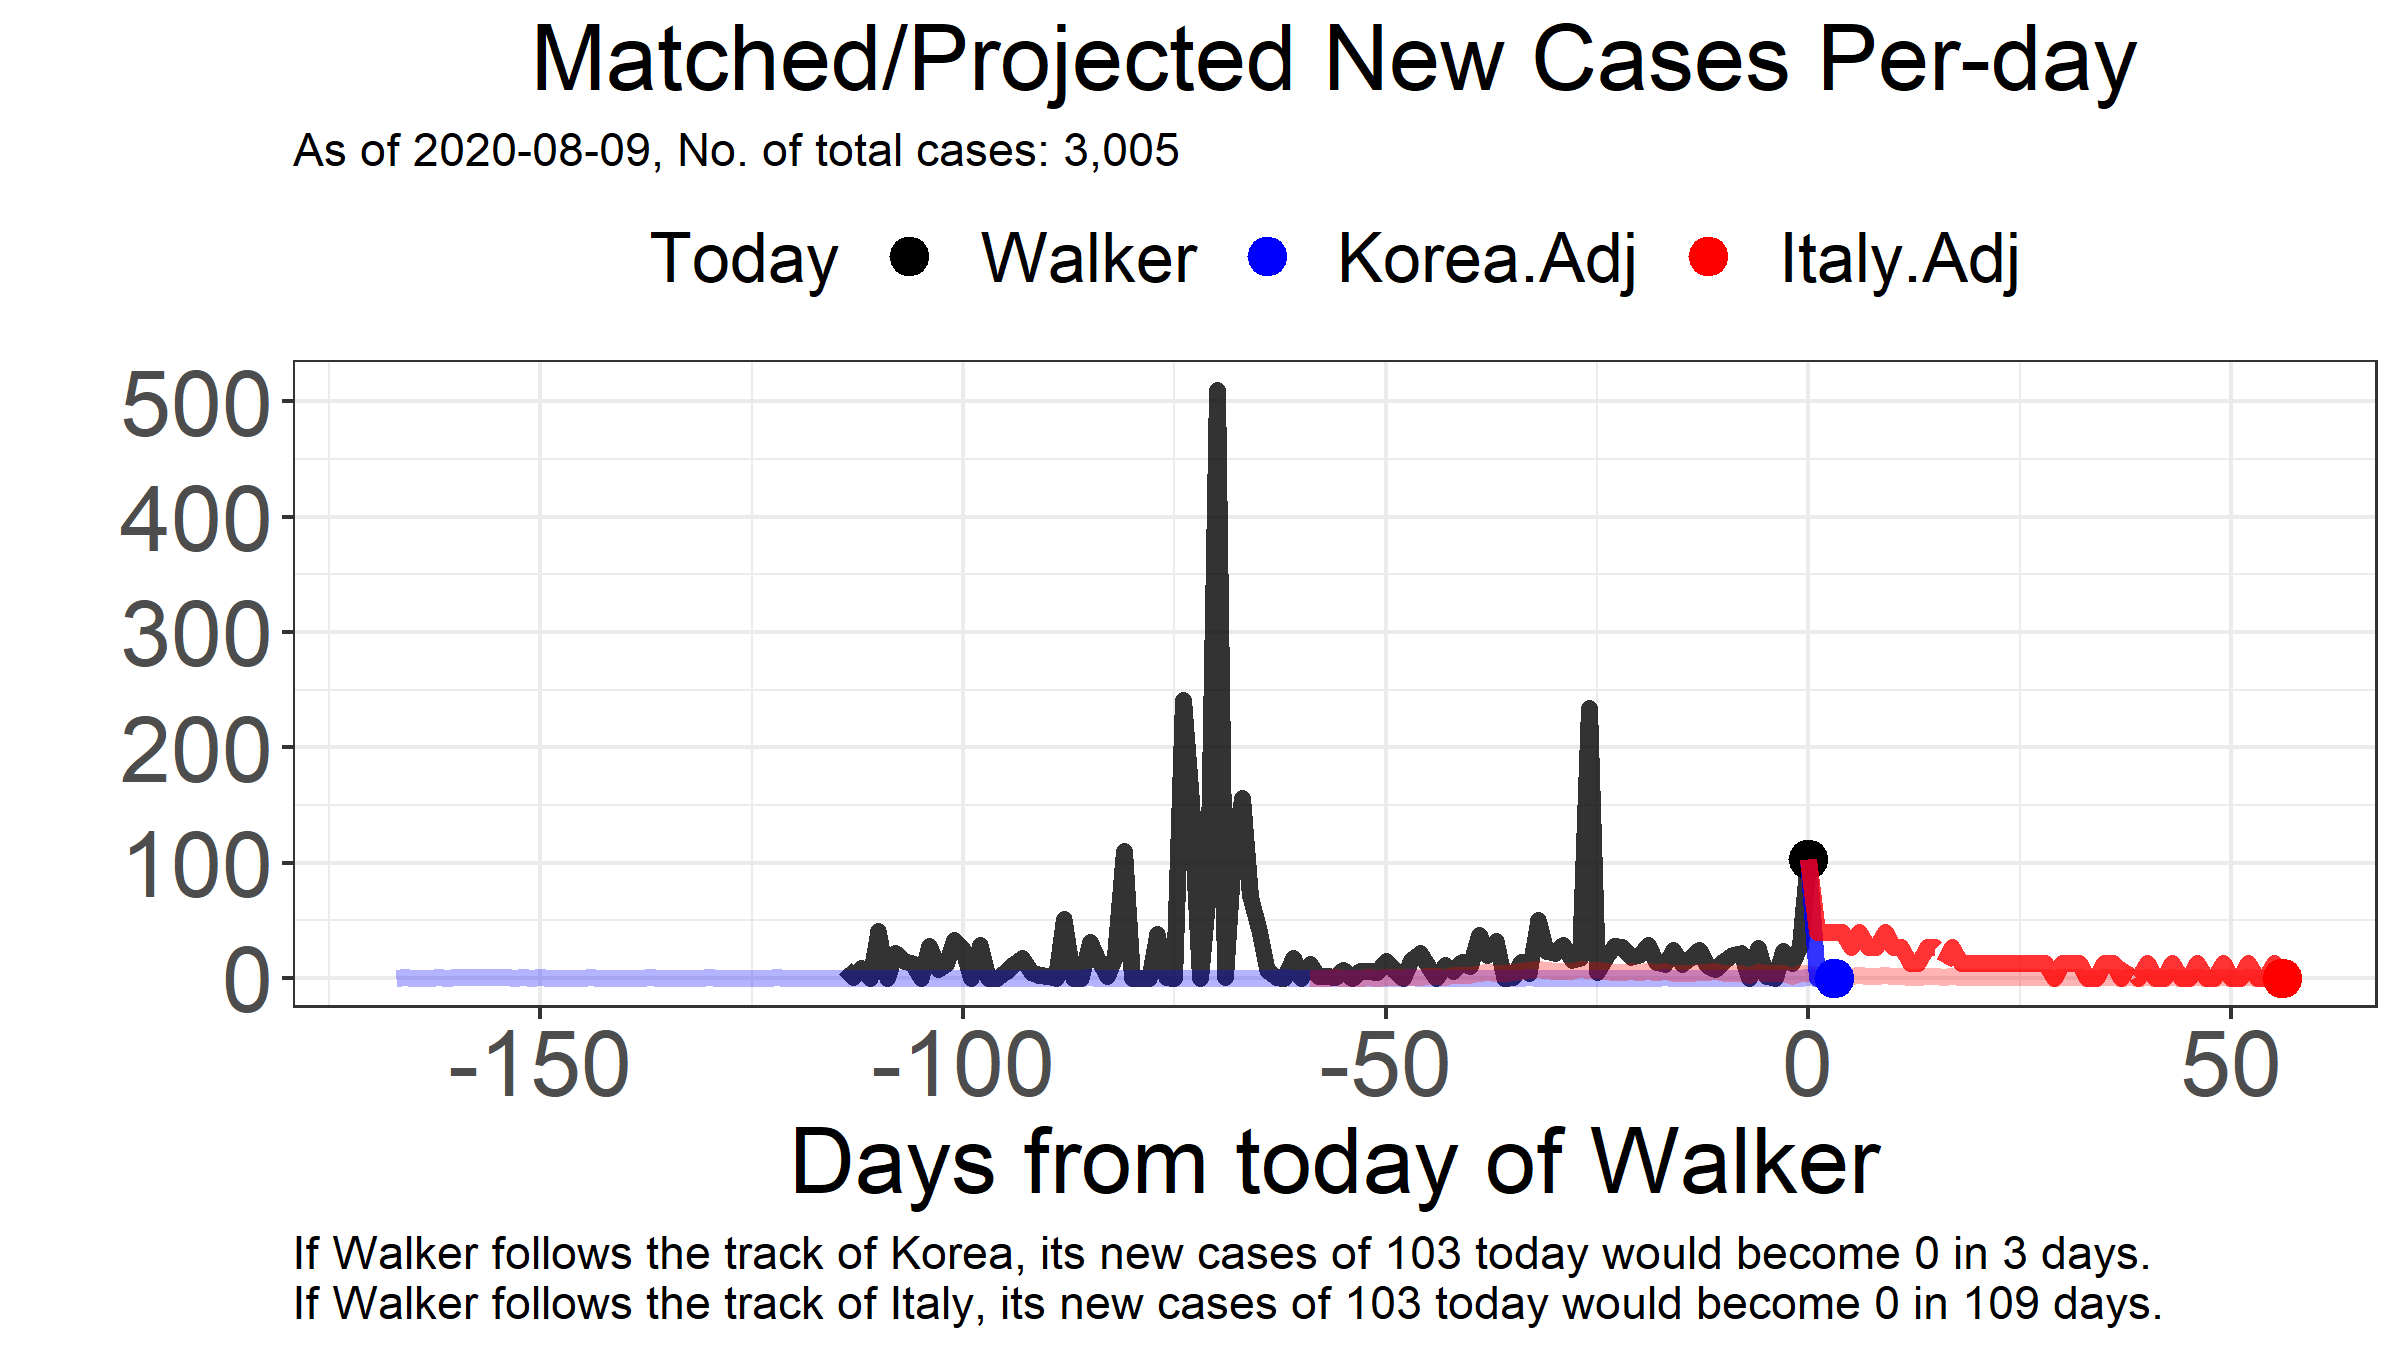 Matched/Projected New Cases Per-day
As of 2020-08-09, No. of total cases: 3,005
Today Walker Korea.Adj Italy.Adj
500
400
300
200
100
0
-150 -100 -50 0 50
Days from today of Walker
If Walker follows the track of Korea, its new cases of 103 today would become 0 in 3 days.
If Walker follows the track of Italy, its new cases of 103 today would become 0 in 109 days.